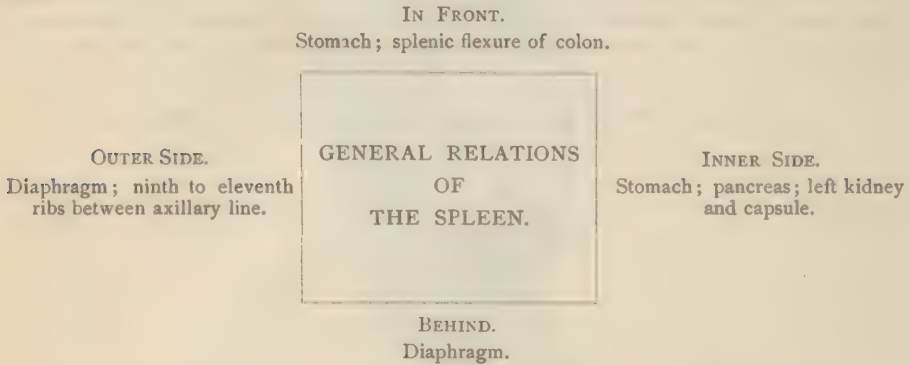 IN FRONT.
Stomach; splenic flexure of colon.
OUTER SIDE.
Diaphragm; ninth to eleventh
ribs between axillary line.
GENERAL RELATIONS
OF
THE SPLEEN.
INNER SIDE.
Stomach; pancreas; left kidney
and capsule.
BEHIND.
Diaphragm.